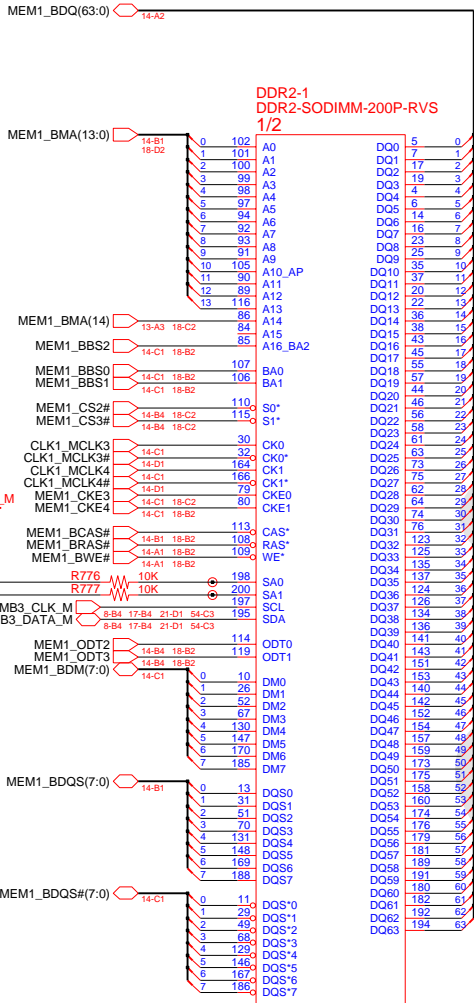 MEM1_BDQ(63:0)
14-A2
DDR2-1
DDR2-SODIMM-200P-RVS
1/2
MEM1_BMA(13:0)
14-B1
18-D2
0 102 A0
1 101 A1
2 100 A2
3 99 A3
4 98 A4
5 97 A5
6 94 A6
7 92 A7
8 93 A8
9 91 A9
10 105 A10_AP
11 90 A11
12 89 A12
13 116 A13
MEM1_BMA(14) 13-A3 18-C2 86 A14
84 A15
MEM1_BBS2 14-C1 18-B2 85 A16_BA2
MEM1_BBS0 14-C1 18-B2 107 BA0
MEM1_BBS1 14-C1 18-B2 106 BA1
MEM1_CS2# 14-B4 18-C2 110 S0*
MEM1_CS3# 14-B4 18-C2 115 S1*
CLK1_MCLK3 14-C1 30 CK0
CLK1_MCLK3# 14-D1 32 CK0*
CLK1_MCLK4 14-C1 164 CK1
CLK1_MCLK4# 14-D1 166 CK1*
MEM1_CKE3 14-C1 18-C2 79 CKE0
MEM1_CKE4 14-C1 18-B2 80 CKE1
_M
MEM1_BCAS# 14-B1 18-B2 113 CAS*
MEM1_BRAS# 14-A1 18-B2 108 RAS*
MEM1_BWE# 14-A1 18-B2 109 WE*
R776 10K 198 SA0
R777 10K 200 SA1
MB3_CLK_M 8-B4 17-B4 21-D1 54-C3 197 SCL
B3_DATA_M 8-B4 17-B4 21-D1 54-C3 195 SDA
MEM1_ODT2 14-B4 18-B2 114 ODT0
MEM1_ODT3 14-B4 18-B2 119 ODT1
MEM1_BDM(7:0)
14-C1
0 10 DM0
1 26 DM1
2 52 DM2
3 67 DM3
4 130 DM4
5 147 DM5
6 170 DM6
7 185 DM7
MEM1_BDQS(7:0)
14-B1
0 13 DQS0
1 31 DQS1
2 51 DQS2
3 70 DQS3
4 131 DQS4
5 148 DQS5
6 169 DQS6
7 188 DQS7
MEM1_BDQS#(7:0)
14-C1
0 11 DQS*0
1 29 DQS*1
2 49 DQS*2
3 68 DQS*3
4 129 DQS*4
5 146 DQS*5
6 167 DQS*6
7 186 DQS*7
DQ0 5 0
DQ1 7 1
DQ2 17 2
DQ3 19 3
DQ4 4 4
DQ5 6 5
DQ6 14 6
DQ7 16 7
DQ8 23 8
DQ9 25 9
DQ10 35 10
DQ11 37 11
DQ12 20 12
DQ13 22 13
DQ14 36 14
DQ15 38 15
DQ16 43 16
DQ17 45 17
DQ18 55 18
DQ19 57 19
DQ20 44 20
DQ21 46 21
DQ22 56 22
DQ23 58 23
DQ24 61 24
DQ25 63 25
DQ26 73 26
DQ27 75 27
DQ28 62 28
DQ29 64 29
DQ30 74 30
DQ31 76 31
DQ32 123 32
DQ33 125 33
DQ34 135 34
DQ35 137 35
DQ36 124 36
DQ37 126 37
DQ38 134 38
DQ39 136 39
DQ40 141 40
DQ41 143 41
DQ42 151 42
DQ43 153 43
DQ44 140 44
DQ45 142 45
DQ46 152 46
DQ47 154 47
DQ48 157 48
DQ49 159 49
DQ50 173 50
DQ51 175 51
DQ52 158 52
DQ53 160 53
DQ54 174 54
DQ55 176 55
DQ56 179 56
DQ57 181 57
DQ58 189 58
DQ59 191 59
DQ60 180 60
DQ61 182 61
DQ62 192 62
DQ63 194 63